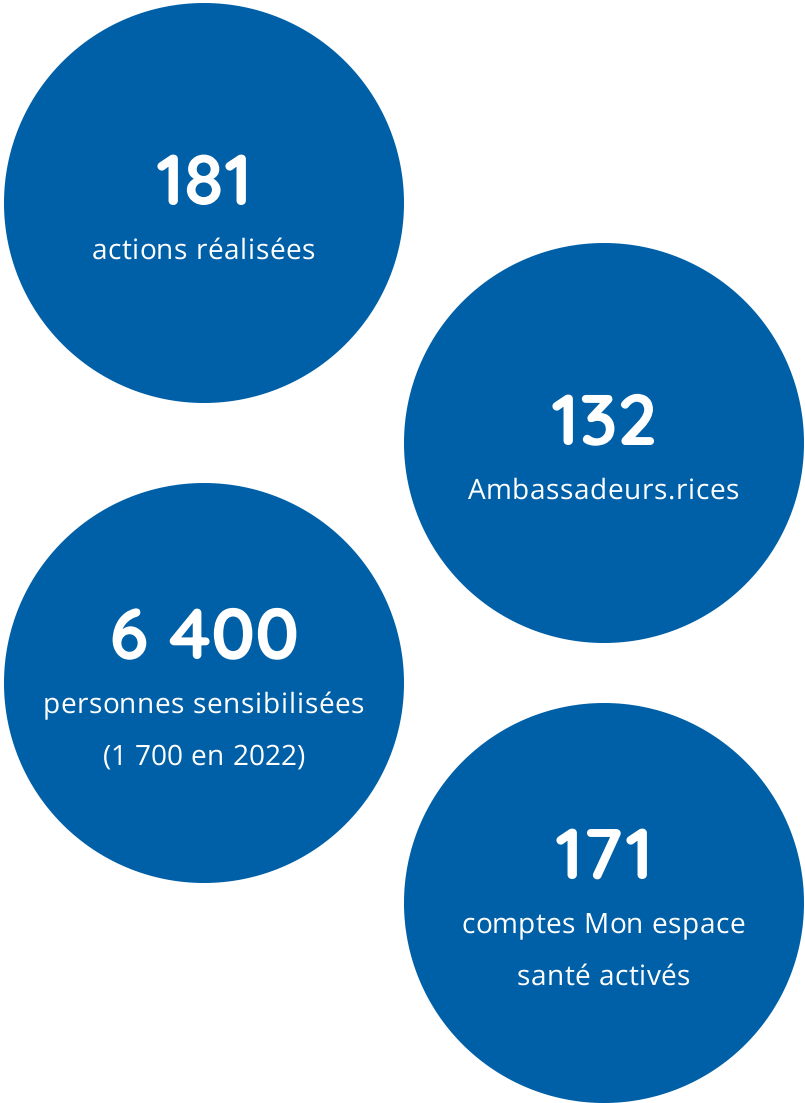 181
actions réalisées
132
Ambassadeurs.rices
6 400
personnes sensibilisées
(1 700 en 2022)
171
comptes Mon espace
santé activés